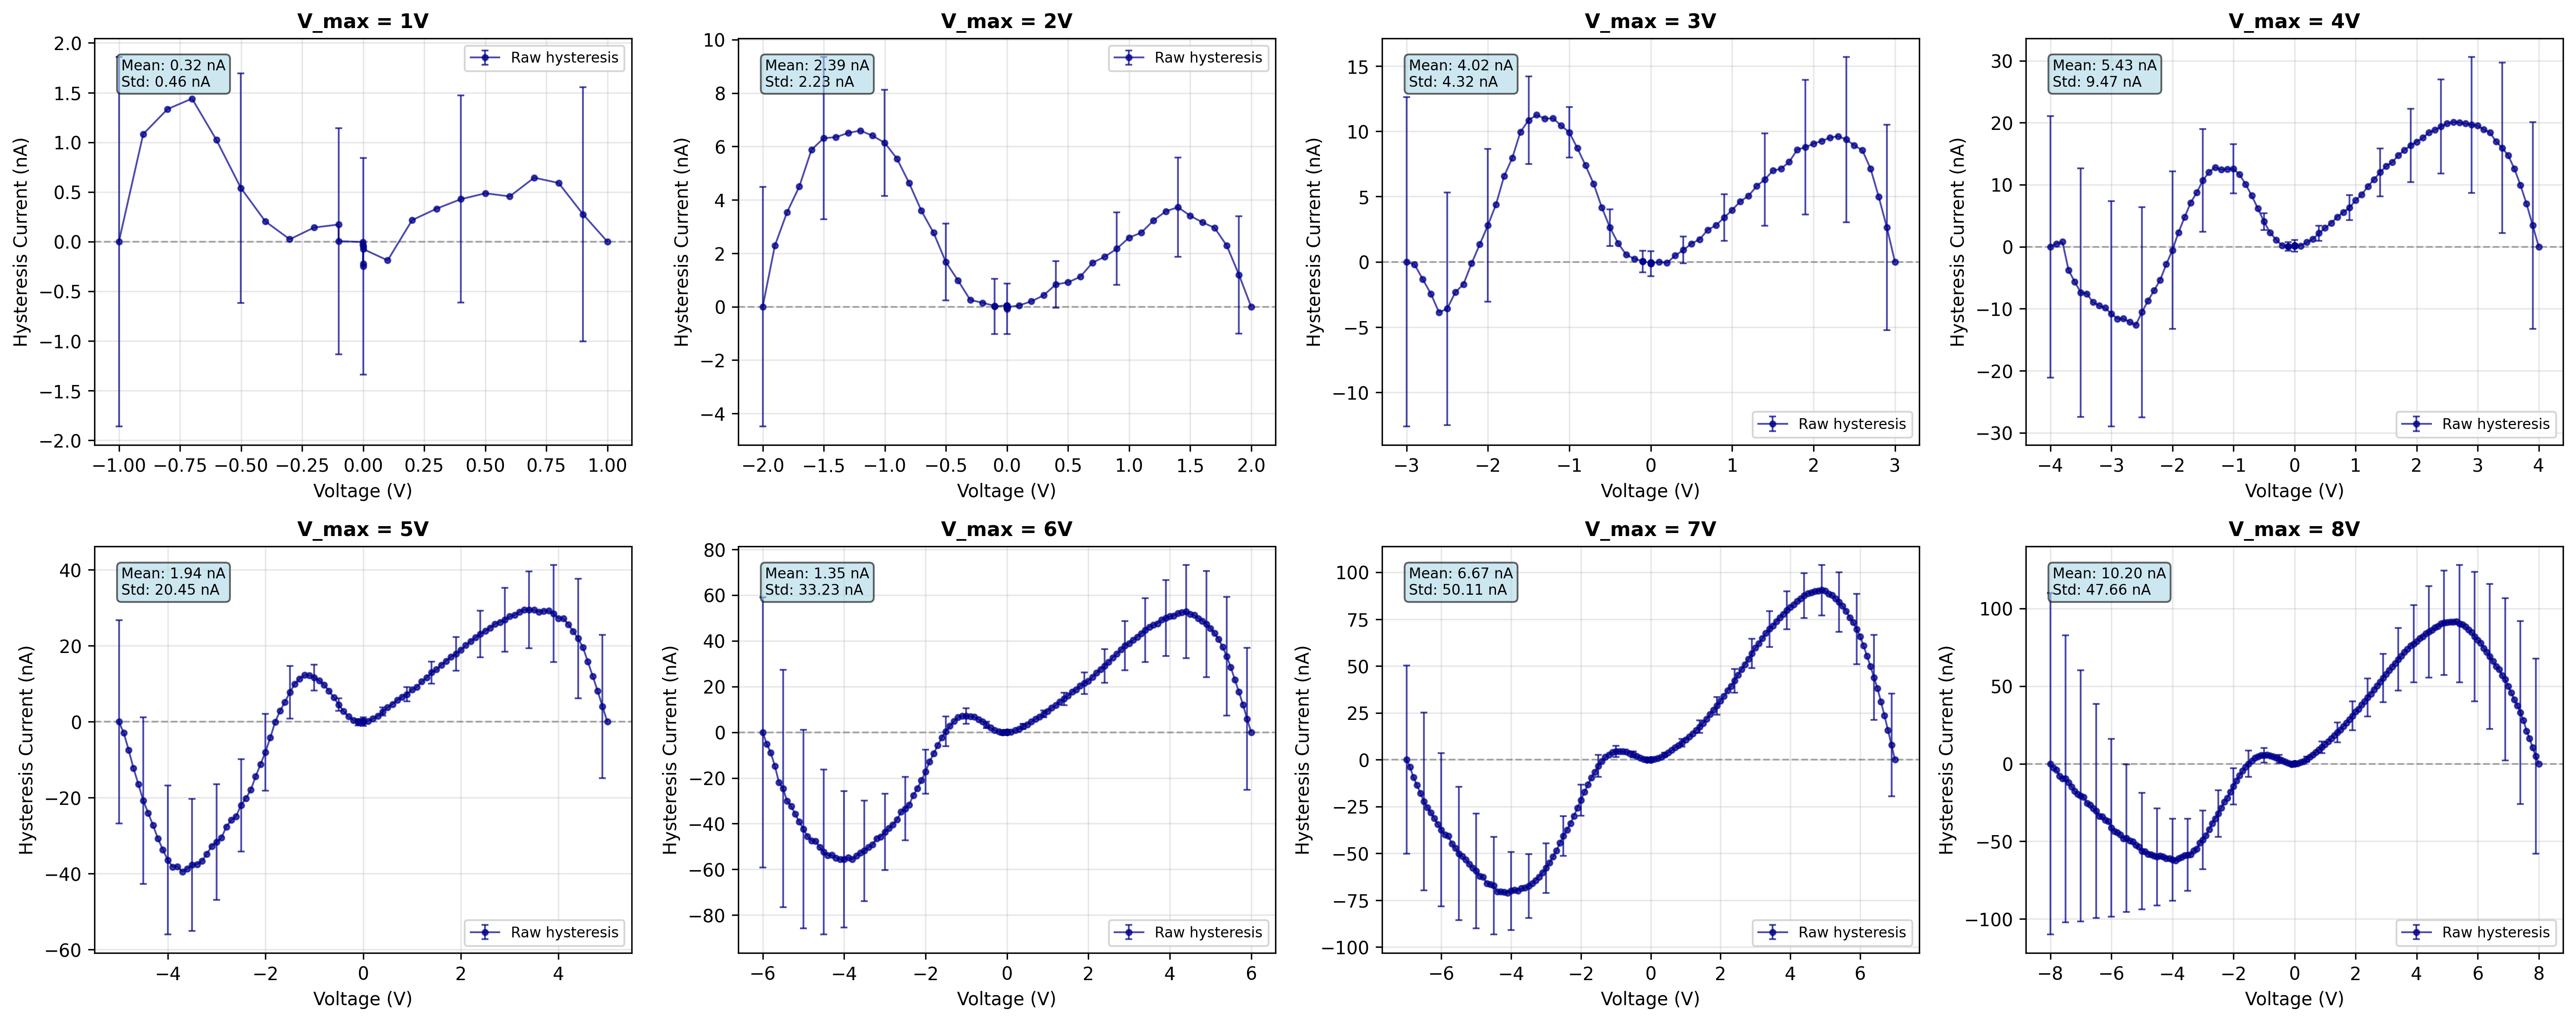 V_max = 1V
Mean: 0.32 nA
Std: 0.46 nA
Raw hysteresis
Hysteresis Current (nA)
2.0
1.5
1.0
0.5
0.0
−0.5
−1.0
−1.5
−2.0
−1.00 −0.75 −0.50 −0.25 0.00 0.25 0.50 0.75 1.00
Voltage (V)
V_max = 2V
Mean: 2.39 nA
Std: 2.23 nA
Raw hysteresis
Hysteresis Current (nA)
10
8
6
4
2
0
−2
−4
−2.0 −1.5 −1.0 −0.5 0.0 0.5 1.0 1.5 2.0
Voltage (V)
V_max = 3V
Mean: 4.02 nA
Std: 4.32 nA
Raw hysteresis
Hysteresis Current (nA)
15
10
5
0
−5
−10
−3 −2 −1 0 1 2 3
Voltage (V)
V_max = 4V
Mean: 5.43 nA
Std: 9.47 nA
Raw hysteresis
Hysteresis Current (nA)
30
20
10
0
−10
−20
−30
−4 −3 −2 −1 0 1 2 3 4
Voltage (V)
V_max = 5V
Mean: 1.94 nA
Std: 20.45 nA
Raw hysteresis
Hysteresis Current (nA)
40
20
0
−20
−40
−60
−4 −2 0 2 4
Voltage (V)
V_max = 6V
Mean: 1.35 nA
Std: 33.23 nA
Raw hysteresis
Hysteresis Current (nA)
80
60
40
20
0
−20
−40
−60
−80
−6 −4 −2 0 2 4 6
Voltage (V)
V_max = 7V
Mean: 6.67 nA
Std: 50.11 nA
Raw hysteresis
Hysteresis Current (nA)
100
75
50
25
0
−25
−50
−75
−100
−6 −4 −2 0 2 4 6
Voltage (V)
V_max = 8V
Mean: 10.20 nA
Std: 47.66 nA
Raw hysteresis
Hysteresis Current (nA)
100
50
0
−50
−100
−8 −6 −4 −2 0 2 4 6 8
Voltage (V)